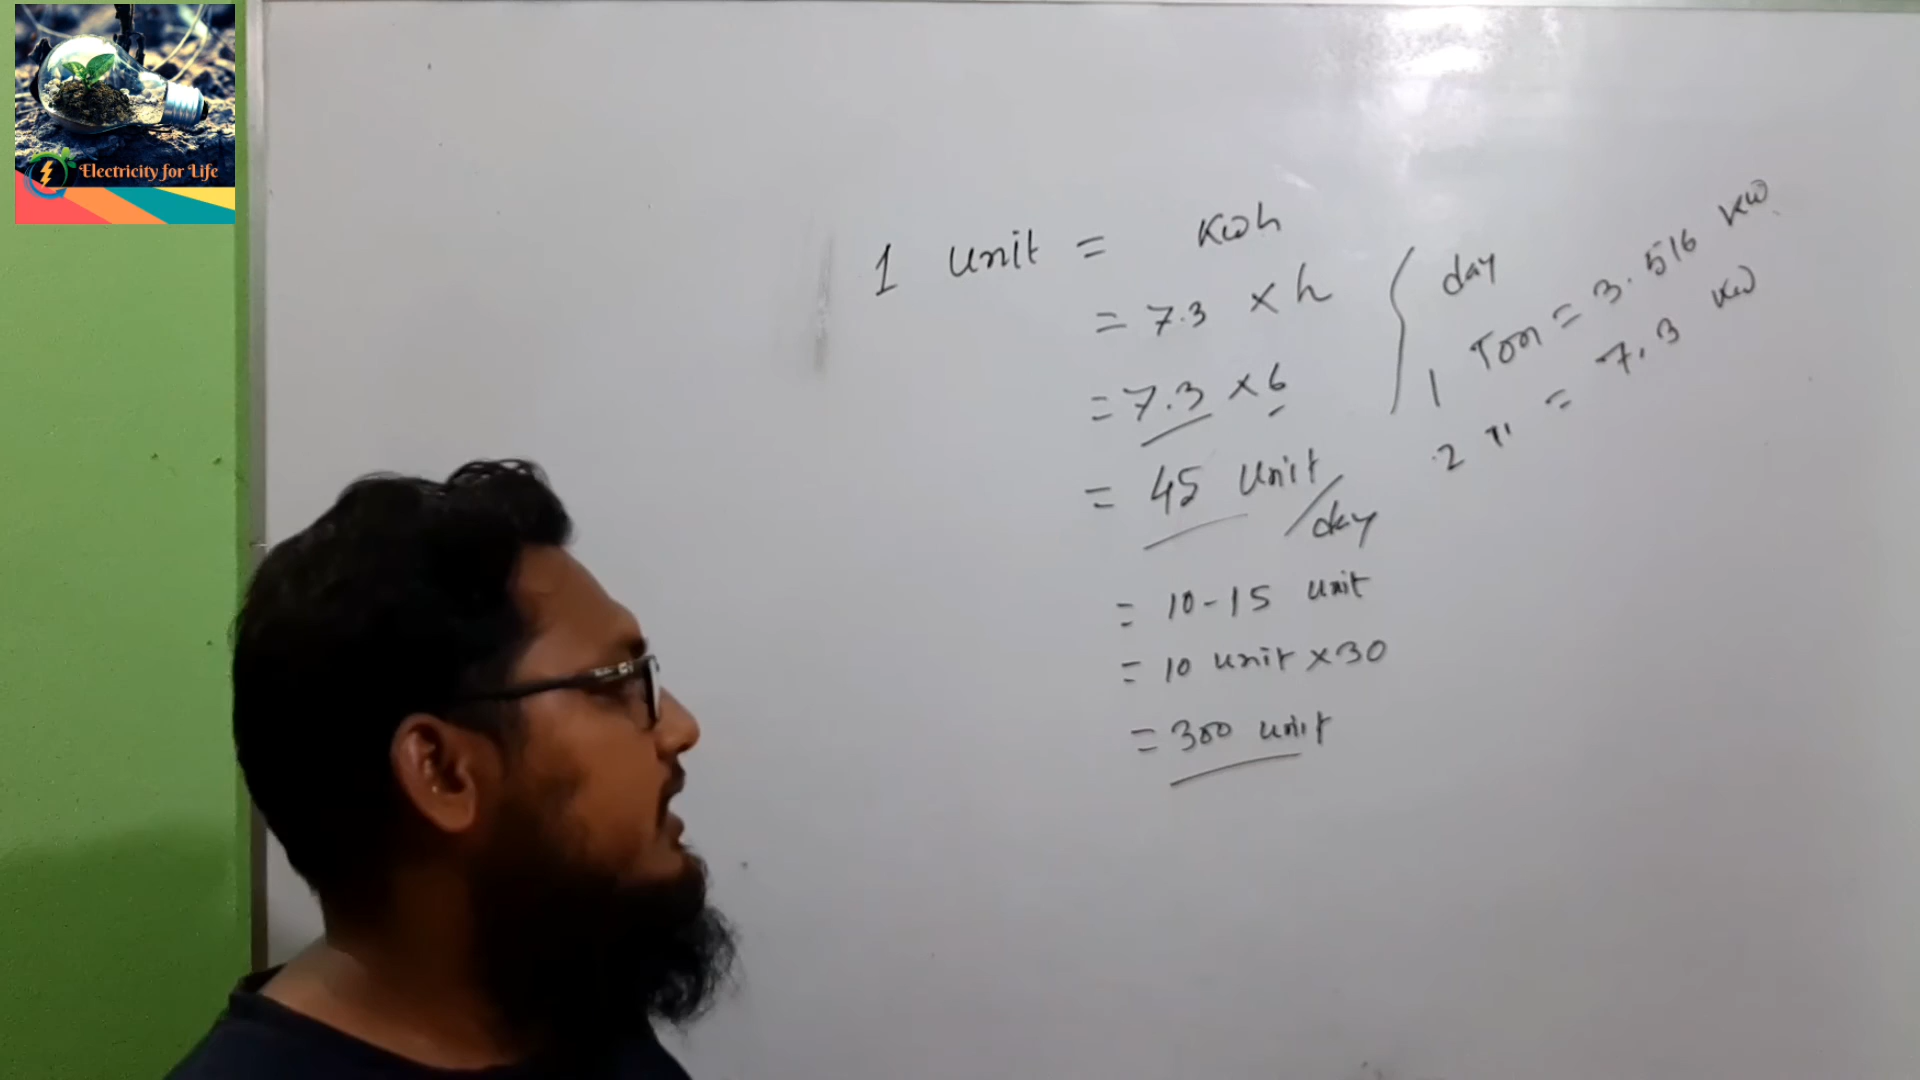 Electricity for Life
1 unit = kwh
= 7.3 × h
= 7.3 × 6
= 45 unit
/day
= 10-15 unit
= 10 unit × 30
= 300 unit
day
1 Ton = 3.516 kw
2 " = 7.3 kw